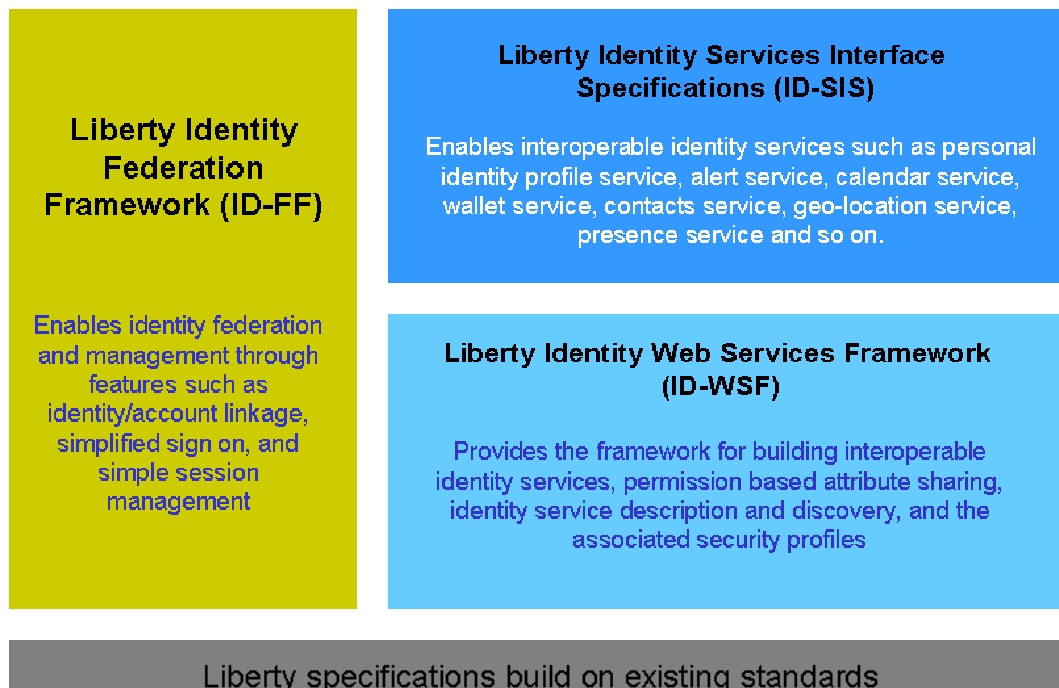 Liberty Identity
Federation
Framework (ID-FF)
Enables identity federation
and management through
features such as
identity/account linkage,
simplified sign on, and
simple session
management
Liberty Identity Services Interface
Specifications (ID-SIS)
Enables interoperable identity services such as personal
identity profile service, alert service, calendar service,
wallet service, contacts service, geo-location service,
presence service and so on.
Liberty Identity Web Services Framework
(ID-WSF)
Provides the framework for building interoperable
identity services, permission based attribute sharing,
identity service description and discovery, and the
associated security profiles
Liberty specifications build on existing standards